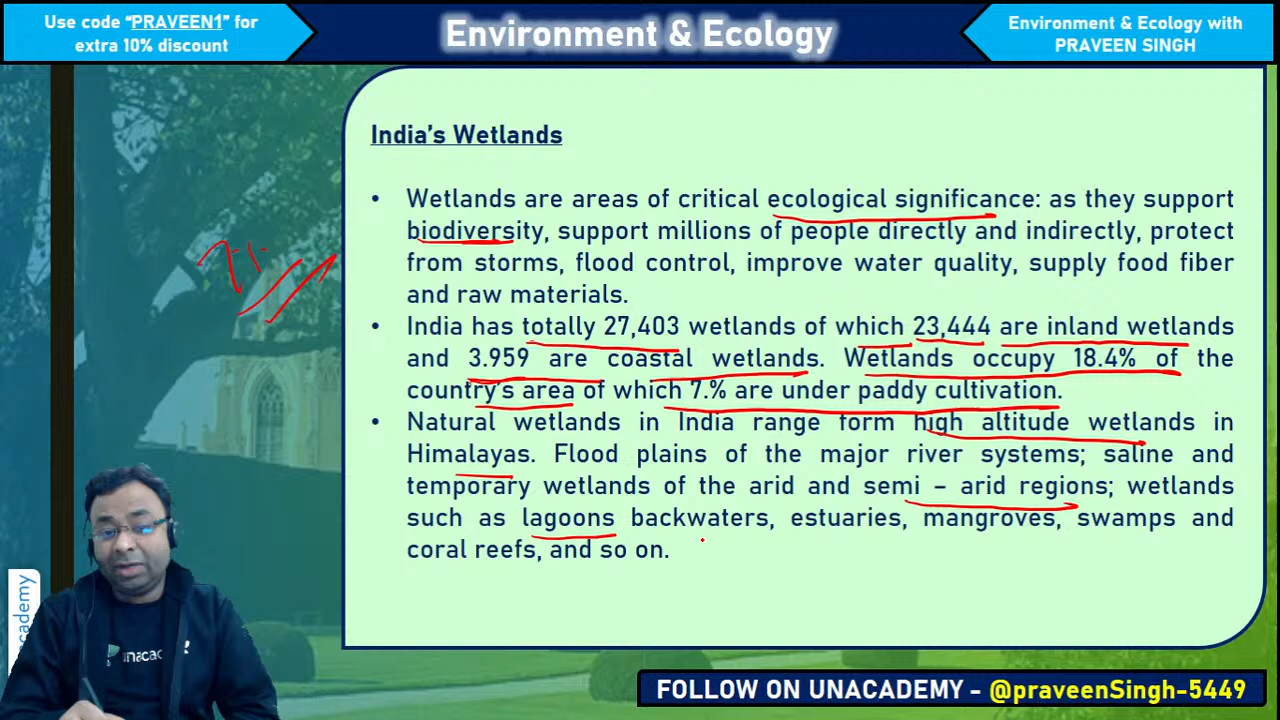 Use code “PRAVEEN1” for
extra 10% discount
Environment & Ecology
Environment & Ecology with
PRAVEEN SINGH
India’s Wetlands
• Wetlands are areas of critical ecological significance: as they support
biodiversity, support millions of people directly and indirectly, protect
from storms, flood control, improve water quality, supply food fiber
and raw materials.
• India has totally 27,403 wetlands of which 23,444 are inland wetlands
and 3.959 are coastal wetlands. Wetlands occupy 18.4% of the
country’s area of which 7.% are under paddy cultivation.
• Natural wetlands in India range form high altitude wetlands in
Himalayas. Flood plains of the major river systems; saline and
temporary wetlands of the arid and semi – arid regions; wetlands
such as lagoons backwaters, estuaries, mangroves, swamps and
coral reefs, and so on.
cademy
unaca
FOLLOW ON UNACADEMY - @praveenSingh-5449